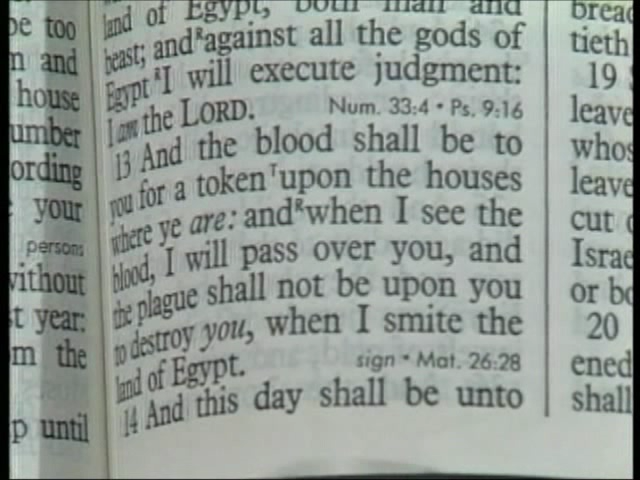 be too
n and
house
umber
ording
your
persons
without
st year:
m the
p until
land of Egypt, both man and
beast; and ᴿagainst all the gods of
Egypt ᴿI will execute judgment:
I am the LORD. Num. 33:4 • Ps. 9:16
13 And the blood shall be to
you for a token ᵀupon the houses
where ye are: and ᴿwhen I see the
blood, I will pass over you, and
the plague shall not be upon you
to destroy you, when I smite the
land of Egypt. sign • Mat. 26:28
14 And this day shall be unto
bread
tieth
19
leave
whos
leave
cut
Israe
or bo
20
ened
shall